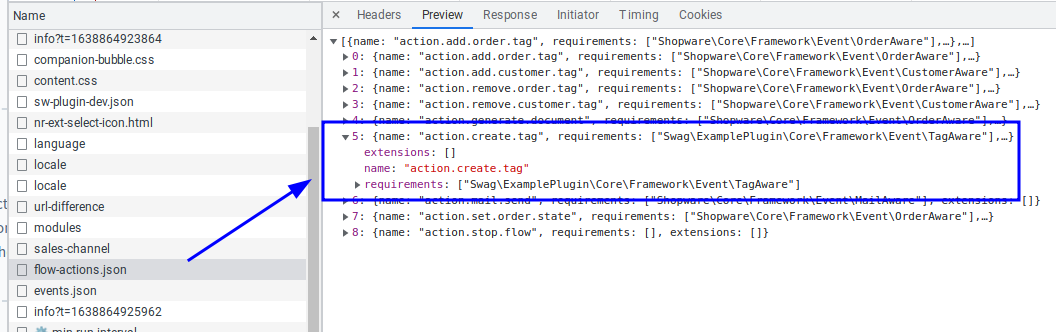 Name
info?t=1638864923864
companion-bubble.css
content.css
sw-plugin-dev.json
nr-ext-select-icon.html
language
locale
locale
url-difference
modules
sales-channel
flow-actions.json
events.json
info?t=1638864925962
min run interval
× Headers Preview Response Initiator Timing Cookies
[{name: "action.add.order.tag", requirements: ["Shopware\Core\Framework\Event\OrderAware"],…},…]
0: {name: "action.add.order.tag", requirements: ["Shopware\Core\Framework\Event\OrderAware"],…}
1: {name: "action.add.customer.tag", requirements: ["Shopware\Core\Framework\Event\CustomerAware"],…}
2: {name: "action.remove.order.tag", requirements: ["Shopware\Core\Framework\Event\OrderAware"],…}
3: {name: "action.remove.customer.tag", requirements: ["Shopware\Core\Framework\Event\CustomerAware"],…}
4: {name: "action.generate.document", requirements: ["Shopware\Core\Framework\Event\OrderAware"],…}
5: {name: "action.create.tag", requirements: ["Swag\ExamplePlugin\Core\Framework\Event\TagAware"],…}
extensions: []
name: "action.create.tag"
requirements: ["Swag\ExamplePlugin\Core\Framework\Event\TagAware"]
6: {name: "action.mail.send", requirements: ["Shopware\Core\Framework\Event\MailAware"], extensions: []}
7: {name: "action.set.order.state", requirements: ["Shopware\Core\Framework\Event\OrderAware"],…}
8: {name: "action.stop.flow", requirements: [], extensions: []}